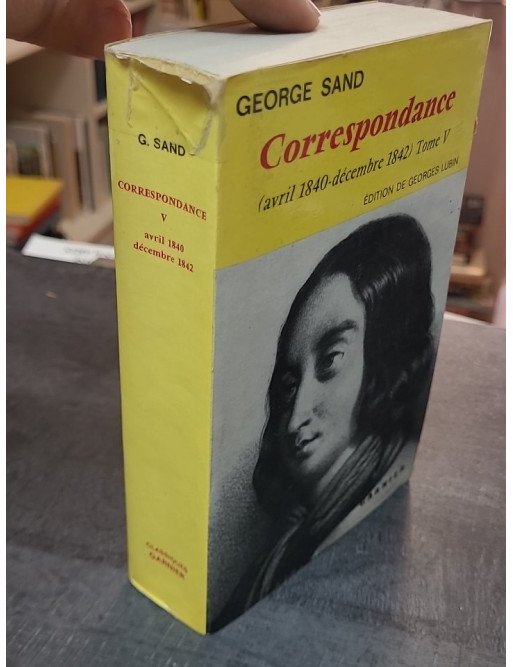 G. SAND
CORRESPONDANCE
V
avril 1840
décembre 1842
CLASSIQUES
GARNIER
GEORGE SAND
Correspondance
(avril 1840-décembre 1842) Tome V
ÉDITION DE GEORGES LUBIN
GARNIER